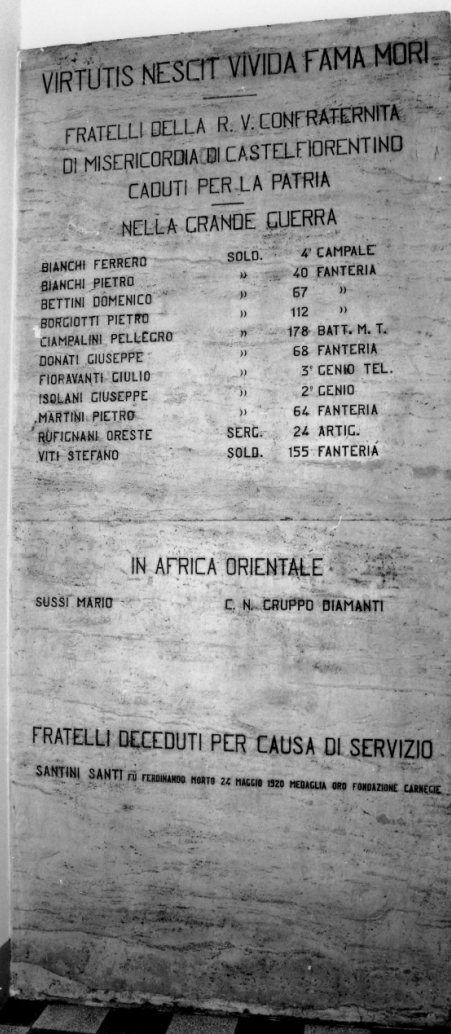 VIRTUTIS NESCIT VIVIDA FAMA MORI
FRATELLI DELLA R. V. CONFRATERNITA
DI MISERICORDIA DI CASTELFIORENTINO
CADUTI PER LA PATRIA
NELLA GRANDE GUERRA
BIANCHI FERRERO SOLD. 4° CAMPALE
BIANCHI PIETRO » 40 FANTERIA
BETTINI DOMENICO » 67 »
BORGIOTTI PIETRO » 112 »
CIAMPALINI PELLEGRO » 178 BATT. M. T.
DONATI GIUSEPPE » 68 FANTERIA
FIORAVANTI GIULIO » 3° GENIO TEL.
ISOLANI GIUSEPPE » 2° GENIO
MARTINI PIETRO » 64 FANTERIA
RUFIGNANI ORESTE SERG. 24 ARTIG.
VITI STEFANO SOLD. 155 FANTERIA
IN AFRICA ORIENTALE
SUSSI MARIO C. N. GRUPPO DIAMANTI
FRATELLI DECEDUTI PER CAUSA DI SERVIZIO
SANTINI SANTI FU FERDINANDO MORTO 24 MAGGIO 1920 MEDAGLIA ORO FONDAZIONE CARNEGIE